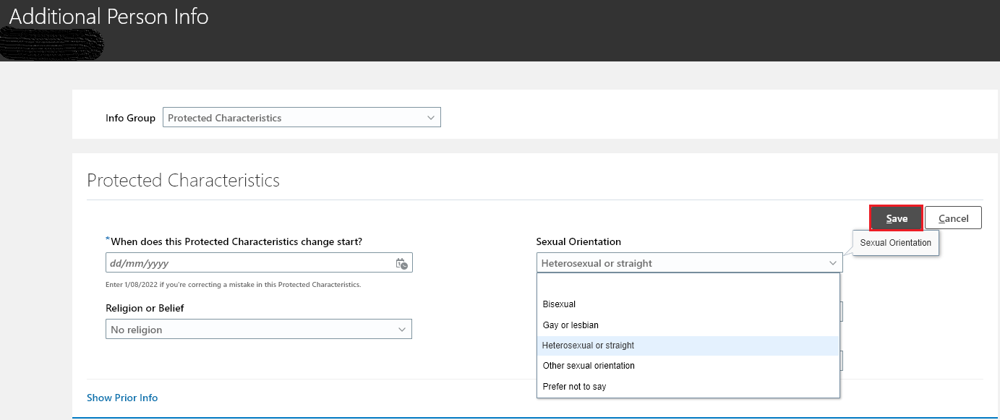 Additional Person Info
Info Group Protected Characteristics
Protected Characteristics
Save Cancel
*When does this Protected Characteristics change start?
dd/mm/yyyy
Enter 1/08/2022 if you're correcting a mistake in this Protected Characteristics.
Religion or Belief
No religion
Sexual Orientation
Sexual Orientation
Heterosexual or straight
Bisexual
Gay or lesbian
Heterosexual or straight
Other sexual orientation
Prefer not to say
Show Prior Info